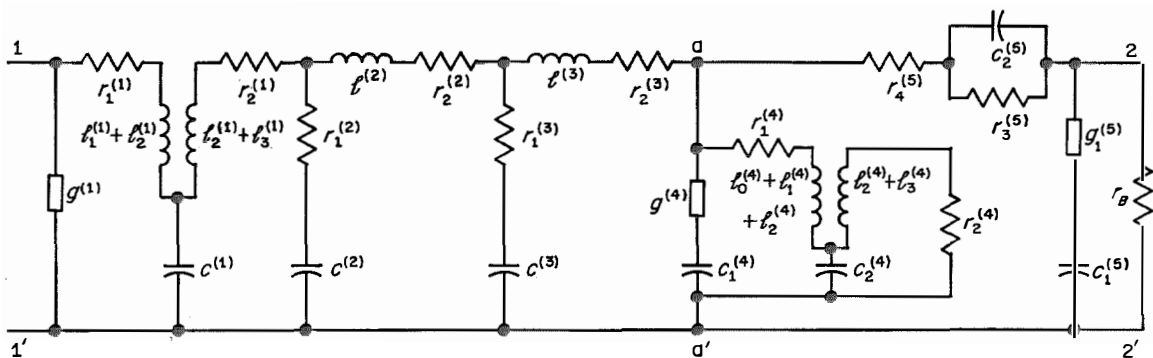 1
r₁⁽¹⁾
r₂⁽¹⁾
ℓ⁽²⁾
r₂⁽²⁾
ℓ⁽³⁾
r₂⁽³⁾
a
r₄⁽⁵⁾
c₂⁽⁵⁾
r₃⁽⁵⁾
2
ℓ₁⁽¹⁾+ℓ₂⁽¹⁾
ℓ₂⁽¹⁾+ℓ₃⁽¹⁾
r₁⁽²⁾
r₁⁽³⁾
r₁⁽⁴⁾
g₁⁽⁵⁾
g⁽¹⁾
g⁽⁴⁾
ℓ₀⁽⁴⁾+ℓ₁⁽⁴⁾
+ℓ₂⁽⁴⁾
ℓ₂⁽⁴⁾+ℓ₃⁽⁴⁾
r₂⁽⁴⁾
r_B
c⁽¹⁾
c⁽²⁾
c⁽³⁾
c₁⁽⁴⁾
c₂⁽⁴⁾
c₁⁽⁵⁾
1'
a'
2'